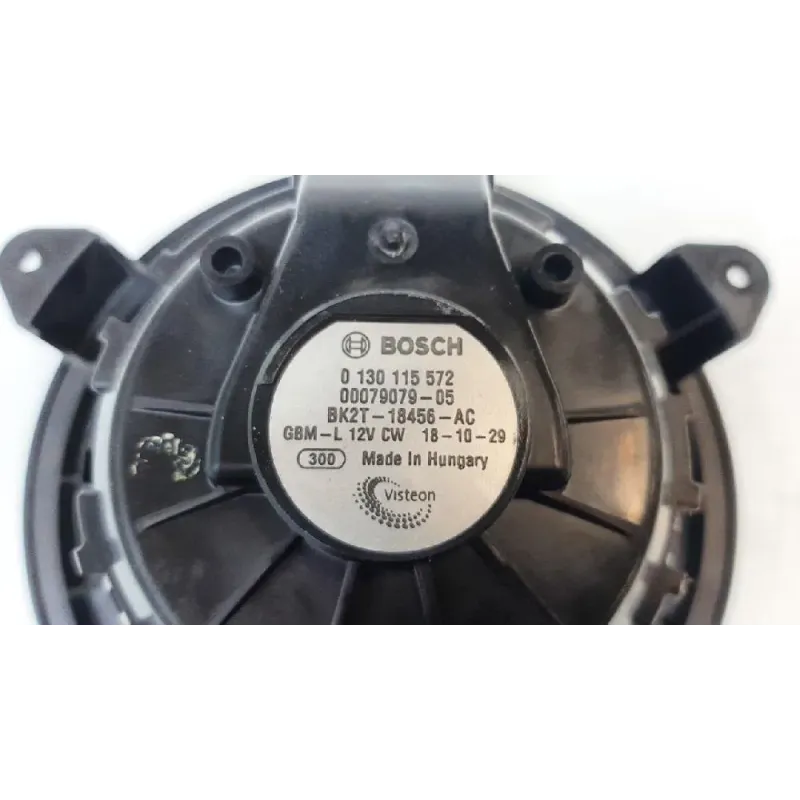 BOSCH
0 130 115 572
00079079-05
BK2T-18456-AC
GBM-L 12V CW 18-10-29
300 Made In Hungary
Visteon